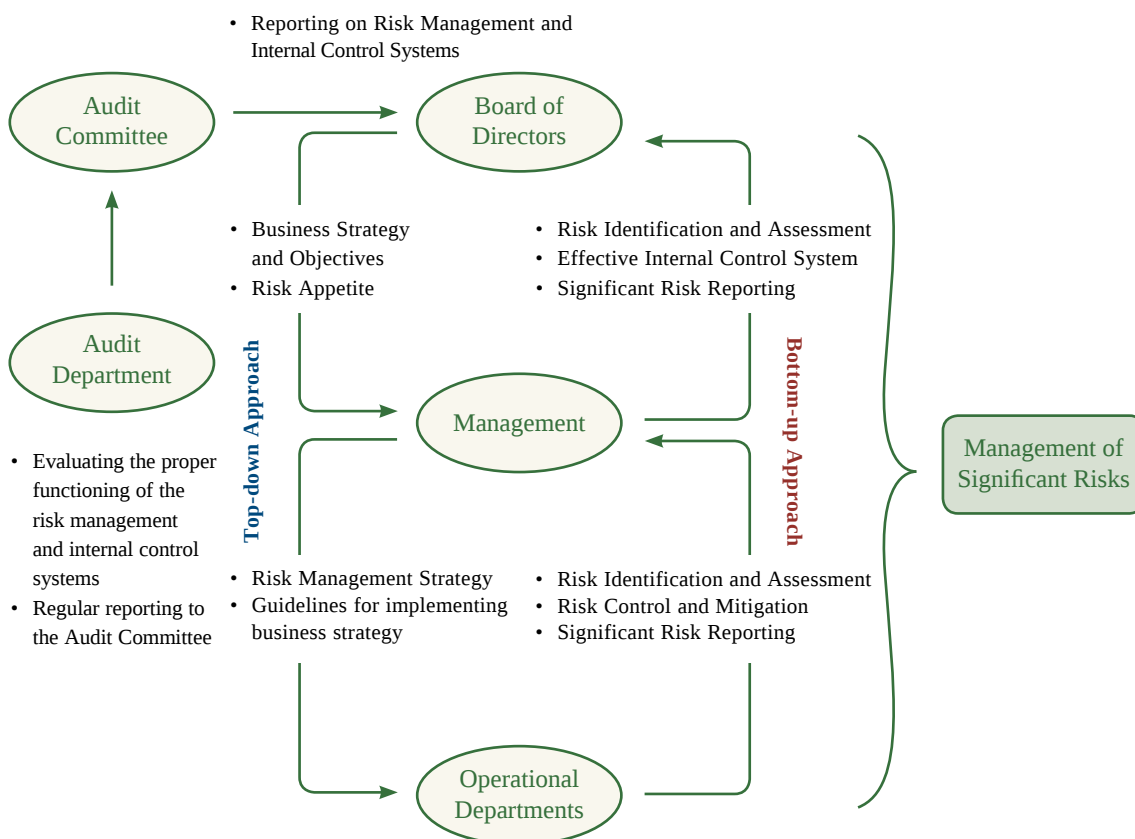 • Reporting on Risk Management and
Internal Control Systems
Audit
Committee
Board of
Directors
• Business Strategy
and Objectives
• Risk Appetite
• Risk Identification and Assessment
• Effective Internal Control System
• Significant Risk Reporting
Audit
Department
Top-down Approach
Bottom-up Approach
Management
Management of
Significant Risks
• Evaluating the proper
functioning of the
risk management
and internal control
systems
• Regular reporting to
the Audit Committee
• Risk Management Strategy
• Guidelines for implementing
business strategy
• Risk Identification and Assessment
• Risk Control and Mitigation
• Significant Risk Reporting
Operational
Departments